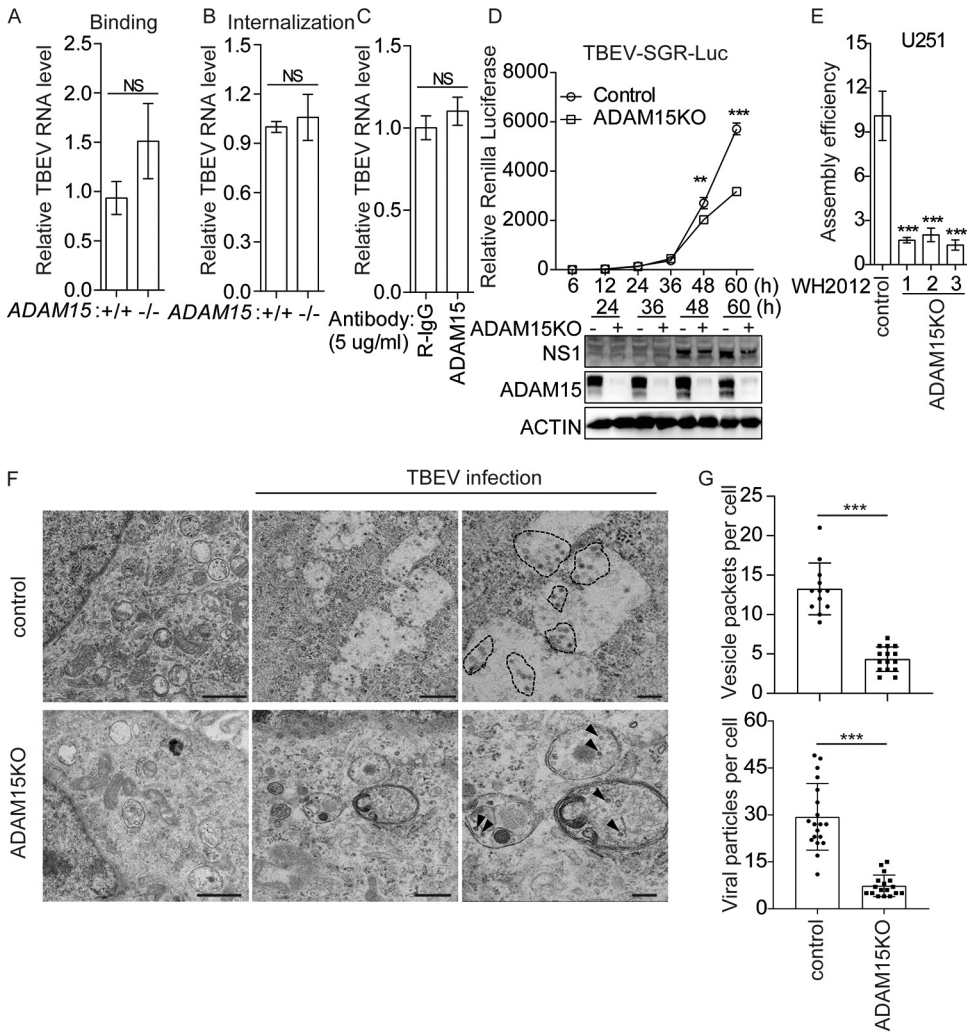 A
Binding
Relative TBEV RNA level
2.5
2.0
1.5
1.0
0.5
0.0
NS
ADAM15:+/+ -/-
B
Internalization
Relative TBEV RNA level
1.5
1.2
0.9
0.6
0.3
0.0
NS
ADAM15:+/+ -/-
C
Relative TBEV RNA level
1.5
1.0
0.5
0.0
NS
Antibody:
(5 ug/ml)
R-IgG
ADAM15
D
TBEV-SGR-Luc
Relative Renilla Luciferase
8000
6000
4000
2000
0
Control
ADAM15KO
**
***
6 12 24 36 48 60 (h)
24 36 48 60 (h)
ADAM15KO - + - + - + - +
NS1
ADAM15
ACTIN
E
U251
Assembly efficiency
15
12
9
6
3
0
*** *** ***
WH2012
control
1 2 3
ADAM15KO
F
TBEV infection
control
ADAM15KO
G
Vesicle packets per cell
25
20
15
10
5
0
***
Viral particles per cell
60
45
30
15
0
***
control
ADAM15KO